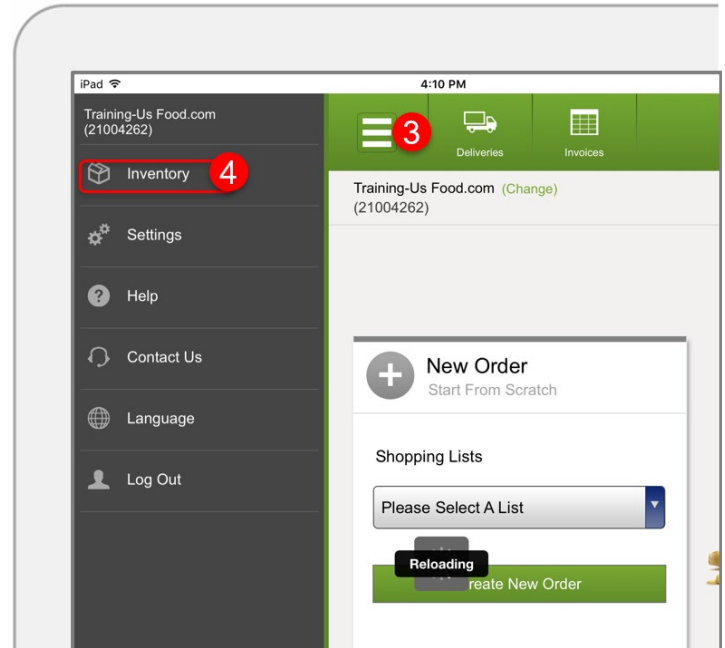 iPad
4:10 PM
Training-Us Food.com
(21004262)
Inventory
4
Settings
Help
Contact Us
Language
Log Out
3
Deliveries
Invoices
Training-Us Food.com (Change)
(21004262)
New Order
Start From Scratch
Shopping Lists
Please Select A List
Reloading
reate New Order